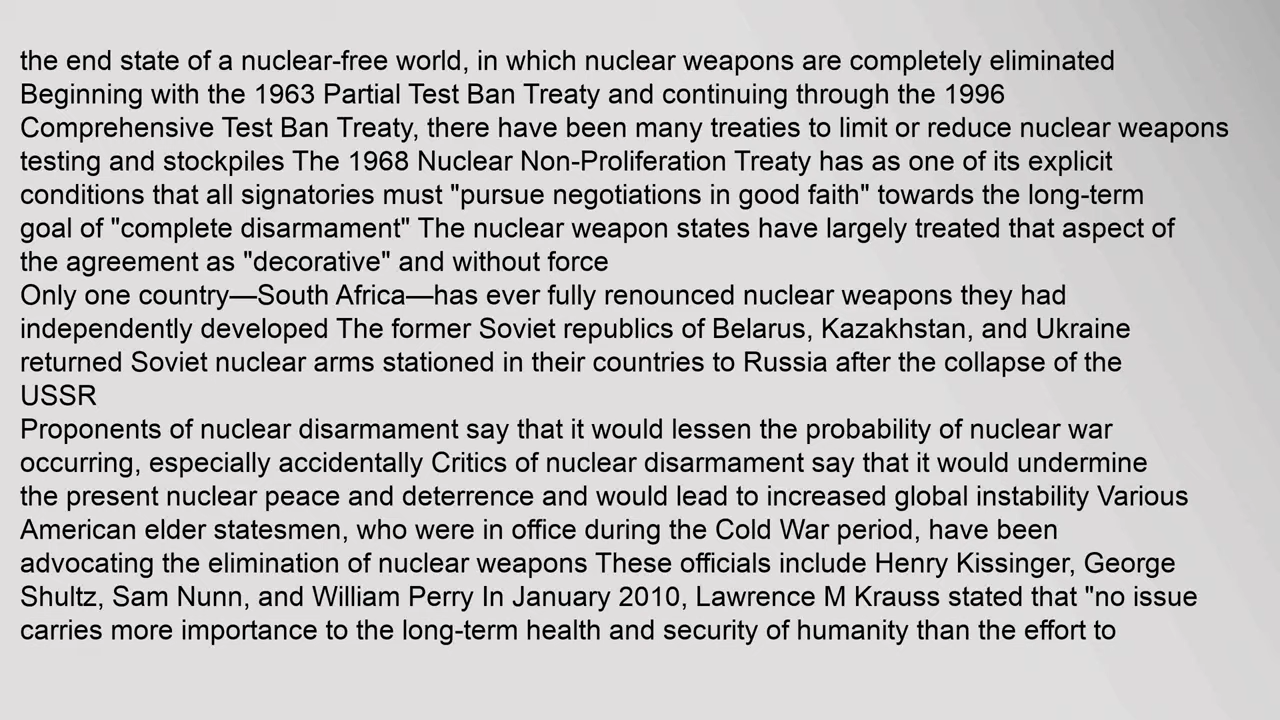 the end state of a nuclear-free world, in which nuclear weapons are completely eliminated
Beginning with the 1963 Partial Test Ban Treaty and continuing through the 1996
Comprehensive Test Ban Treaty, there have been many treaties to limit or reduce nuclear weapons
testing and stockpiles The 1968 Nuclear Non-Proliferation Treaty has as one of its explicit
conditions that all signatories must "pursue negotiations in good faith" towards the long-term
goal of "complete disarmament" The nuclear weapon states have largely treated that aspect of
the agreement as "decorative" and without force
Only one country—South Africa—has ever fully renounced nuclear weapons they had
independently developed The former Soviet republics of Belarus, Kazakhstan, and Ukraine
returned Soviet nuclear arms stationed in their countries to Russia after the collapse of the
USSR
Proponents of nuclear disarmament say that it would lessen the probability of nuclear war
occurring, especially accidentally Critics of nuclear disarmament say that it would undermine
the present nuclear peace and deterrence and would lead to increased global instability Various
American elder statesmen, who were in office during the Cold War period, have been
advocating the elimination of nuclear weapons These officials include Henry Kissinger, George
Shultz, Sam Nunn, and William Perry In January 2010, Lawrence M Krauss stated that "no issue
carries more importance to the long-term health and security of humanity than the effort to